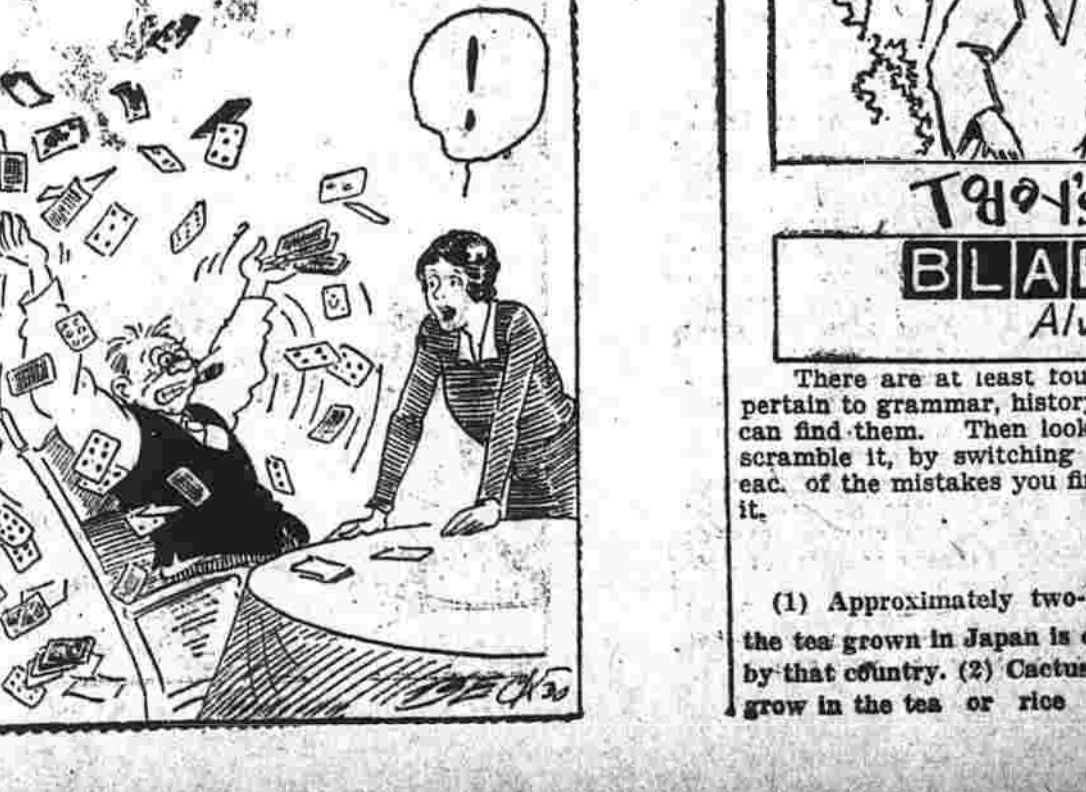 !
BLA
There are at least fou
pertain to grammar, history
can find them. Then look
scramble it, by switching
eac. of the mistakes you fi
it.
(1) Approximately two-
the tea grown in Japan is
by that country. (2) Cactu
grow in the tea or rice